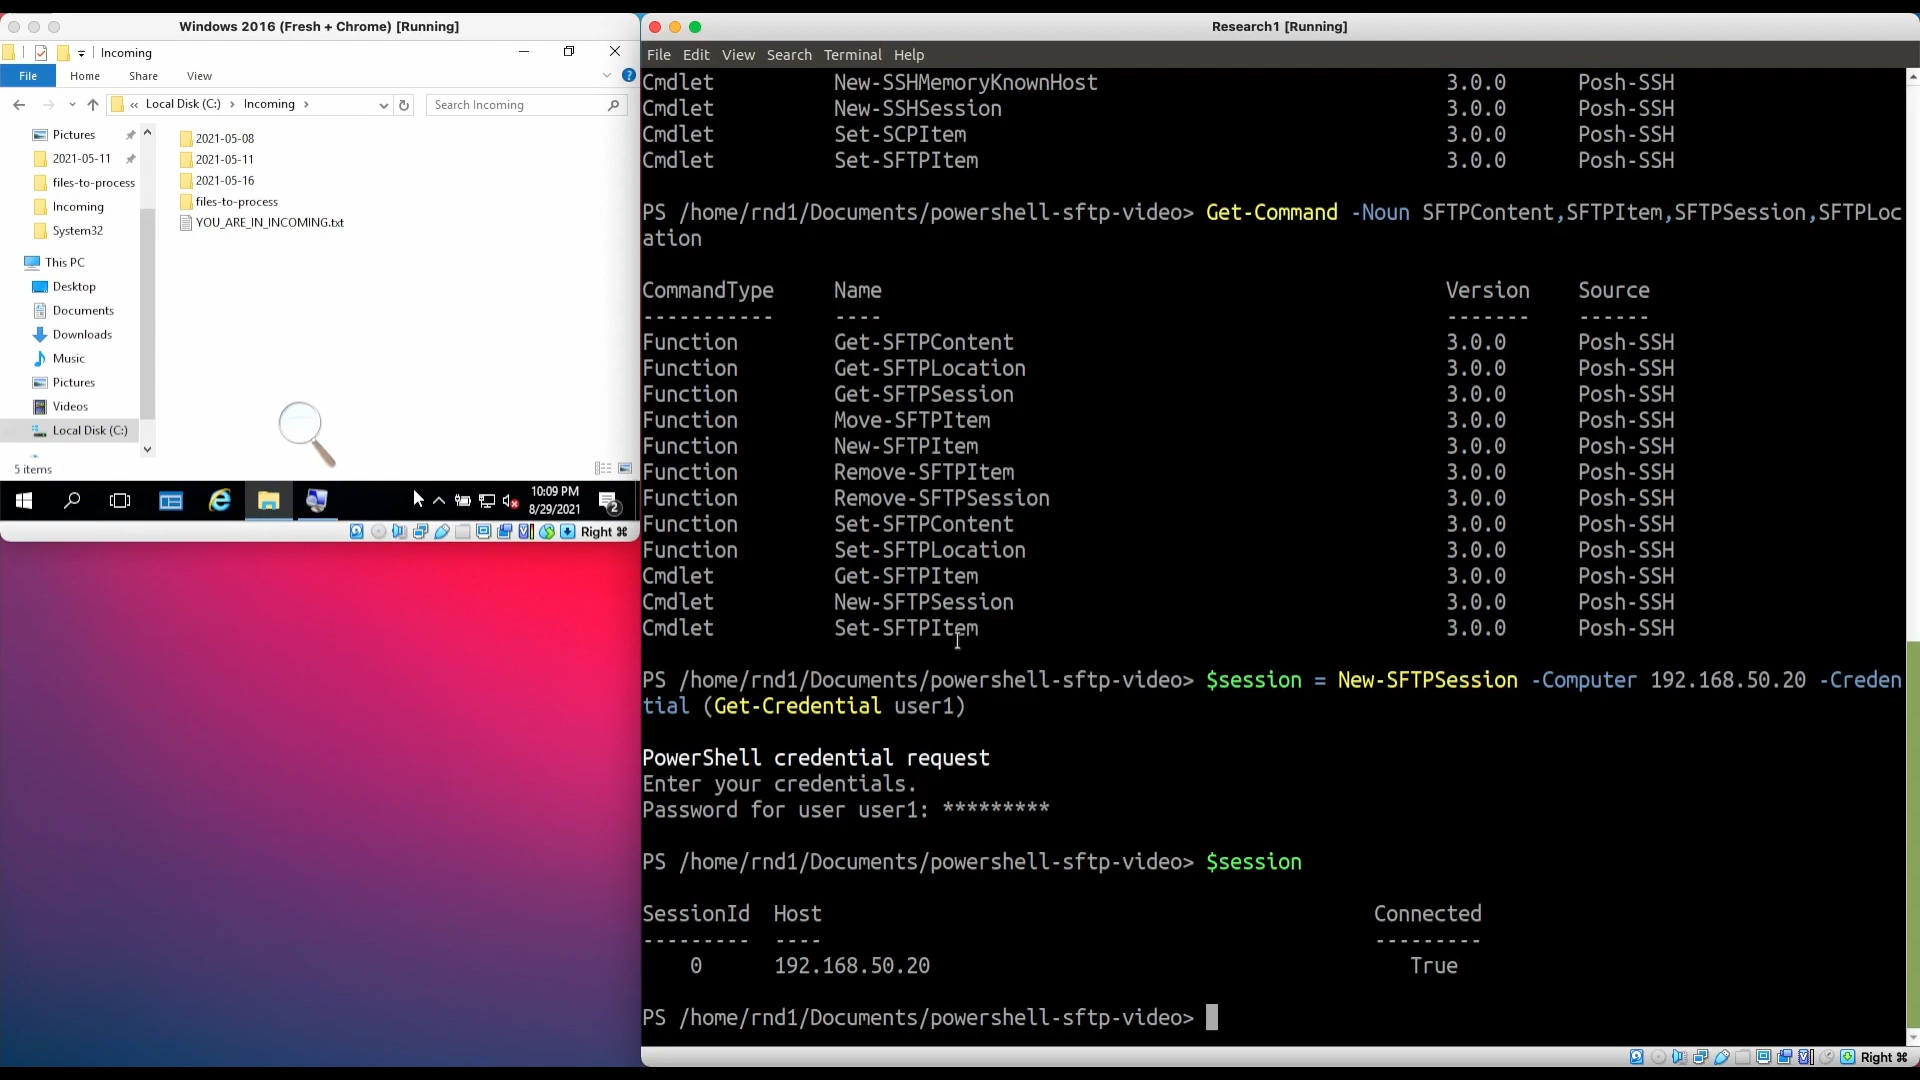 Windows 2016 (Fresh + Chrome) [Running]
Incoming
File Home Share View
« Local Disk (C:) > Incoming >
Search Incoming
Pictures
2021-05-11
files-to-process
Incoming
System32
This PC
Desktop
Documents
Downloads
Music
Pictures
Videos
Local Disk (C:)
2021-05-08
2021-05-11
2021-05-16
files-to-process
YOU_ARE_IN_INCOMING.txt
5 items
10:09 PM
8/29/2021
2
Right ⌘
Research1 [Running]
File Edit View Search Terminal Help
Cmdlet New-SSHMemoryKnownHost 3.0.0 Posh-SSH
Cmdlet New-SSHSession 3.0.0 Posh-SSH
Cmdlet Set-SCPItem 3.0.0 Posh-SSH
Cmdlet Set-SFTPItem 3.0.0 Posh-SSH
PS /home/rnd1/Documents/powershell-sftp-video> Get-Command -Noun SFTPContent,SFTPItem,SFTPSession,SFTPLoc
ation
CommandType Name Version Source
----------- ---- ------- ------
Function Get-SFTPContent 3.0.0 Posh-SSH
Function Get-SFTPLocation 3.0.0 Posh-SSH
Function Get-SFTPSession 3.0.0 Posh-SSH
Function Move-SFTPItem 3.0.0 Posh-SSH
Function New-SFTPItem 3.0.0 Posh-SSH
Function Remove-SFTPItem 3.0.0 Posh-SSH
Function Remove-SFTPSession 3.0.0 Posh-SSH
Function Set-SFTPContent 3.0.0 Posh-SSH
Function Set-SFTPLocation 3.0.0 Posh-SSH
Cmdlet Get-SFTPItem 3.0.0 Posh-SSH
Cmdlet New-SFTPSession 3.0.0 Posh-SSH
Cmdlet Set-SFTPItem 3.0.0 Posh-SSH
PS /home/rnd1/Documents/powershell-sftp-video> $session = New-SFTPSession -Computer 192.168.50.20 -Creden
tial (Get-Credential user1)
PowerShell credential request
Enter your credentials.
Password for user user1: *********
PS /home/rnd1/Documents/powershell-sftp-video> $session
SessionId Host Connected
--------- ---- ---------
0 192.168.50.20 True
PS /home/rnd1/Documents/powershell-sftp-video>
Right ⌘